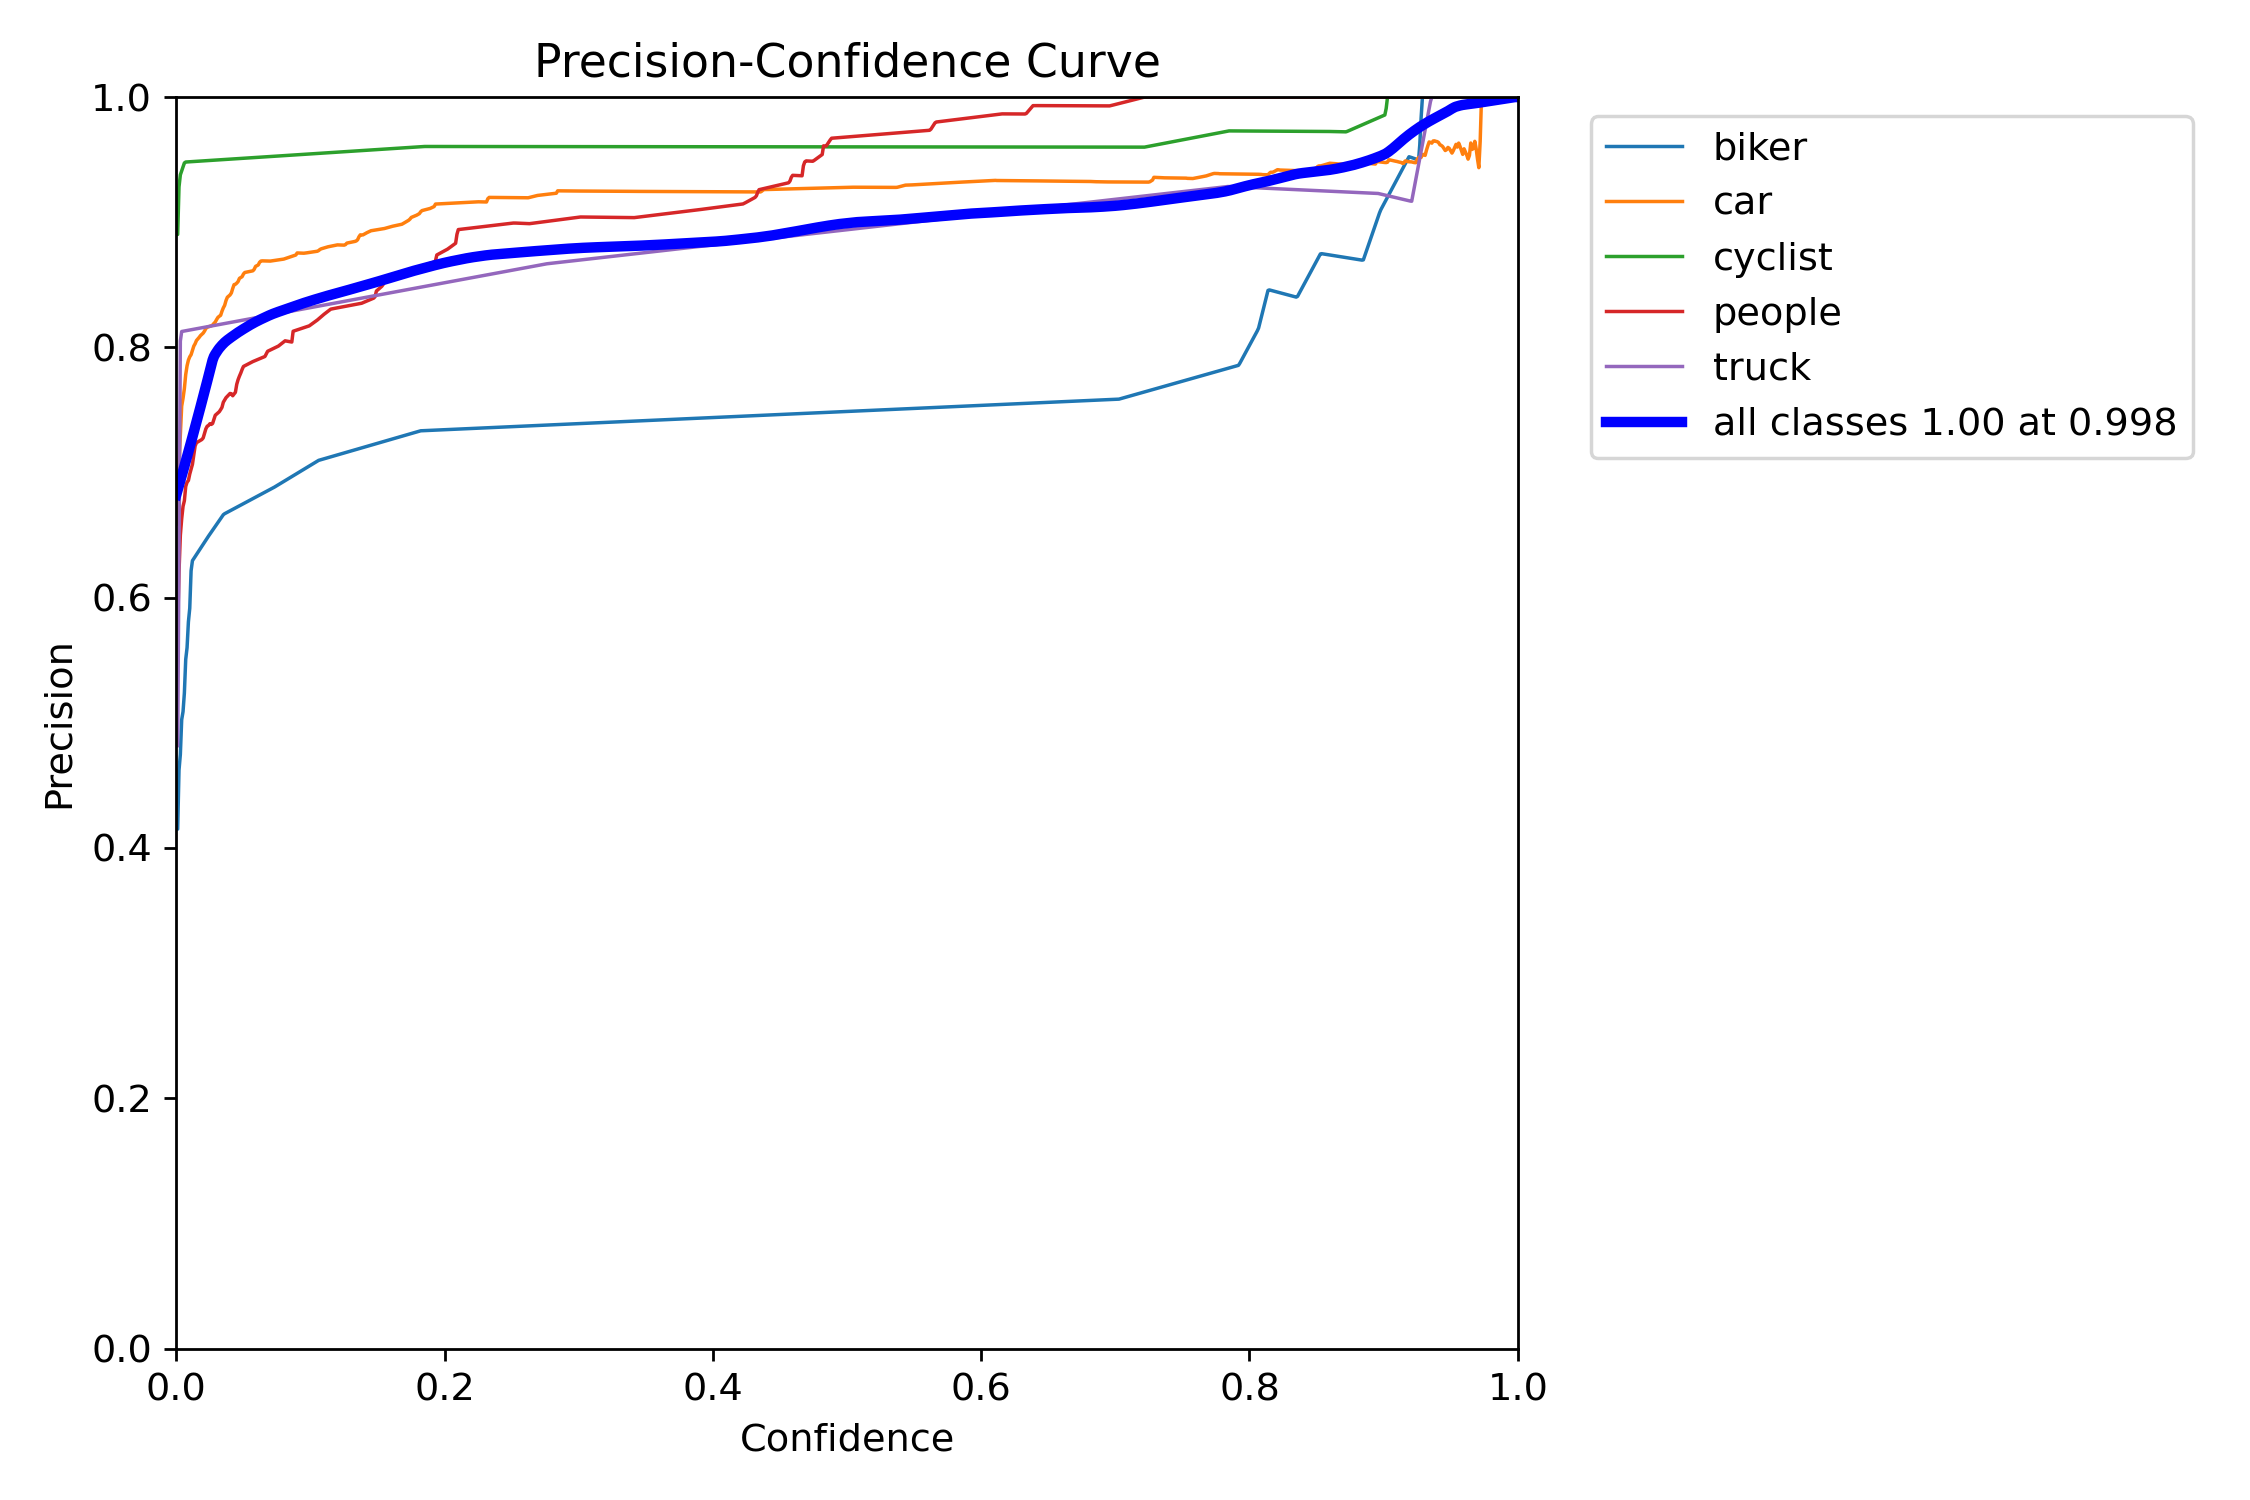 Precision-Confidence Curve
1.0
0.8
0.6
0.4
0.2
0.0
Precision
0.0 0.2 0.4 0.6 0.8 1.0
Confidence
biker
car
cyclist
people
truck
all classes 1.00 at 0.998